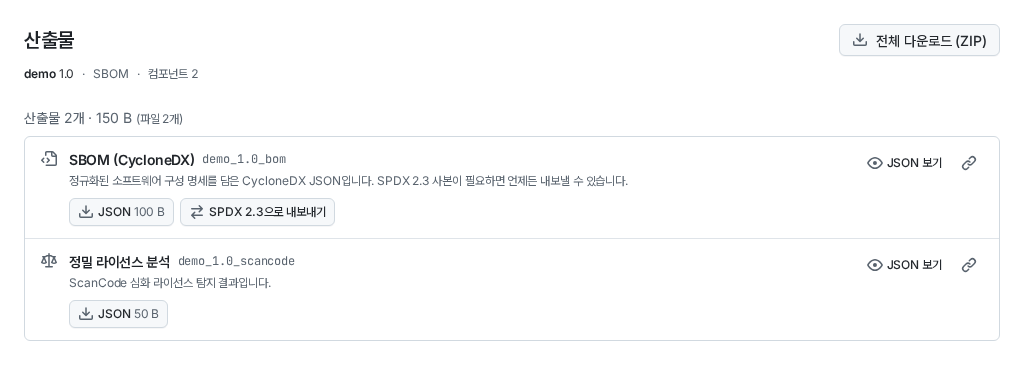 산출물
전체 다운로드 (ZIP)
demo 1.0 · SBOM · 컴포넌트 2
산출물 2개 · 150 B (파일 2개)
SBOM (CycloneDX) demo_1.0_bom
JSON 보기
정규화된 소프트웨어 구성 명세를 담은 CycloneDX JSON입니다. SPDX 2.3 사본이 필요하면 언제든 내보낼 수 있습니다.
JSON 100 B
SPDX 2.3으로 내보내기
정밀 라이선스 분석 demo_1.0_scancode
JSON 보기
ScanCode 심화 라이선스 탐지 결과입니다.
JSON 50 B